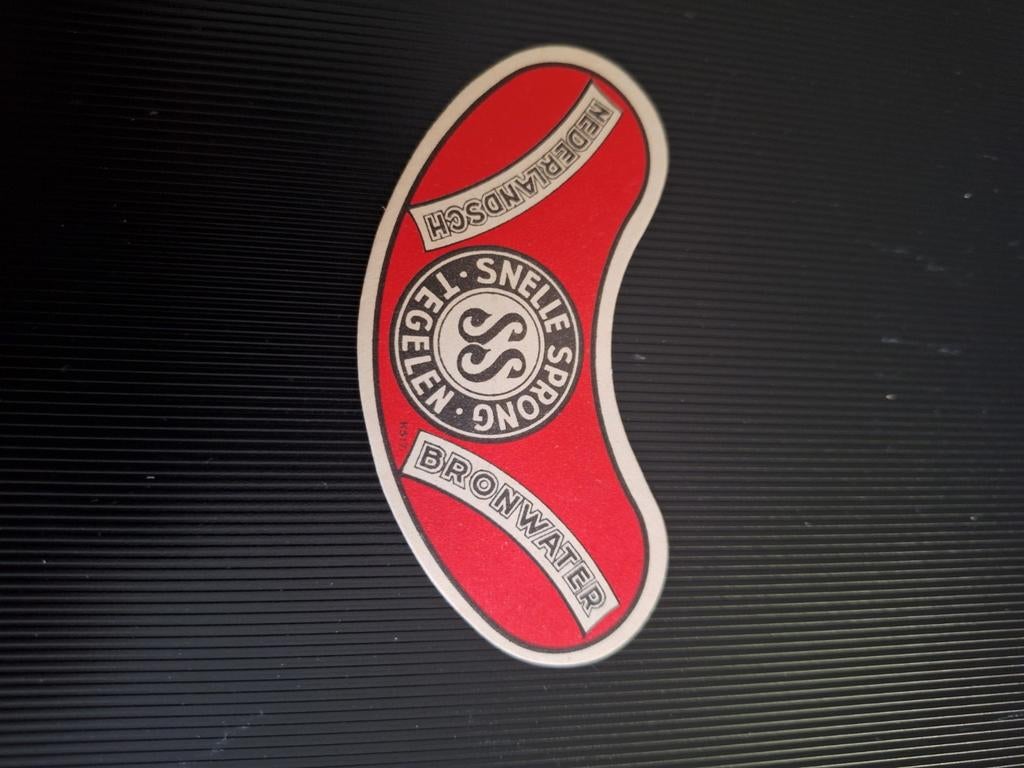 NEDERLANDSCH
SNELLE SPRONG · TEGELEN ·
SS
BRONWATER